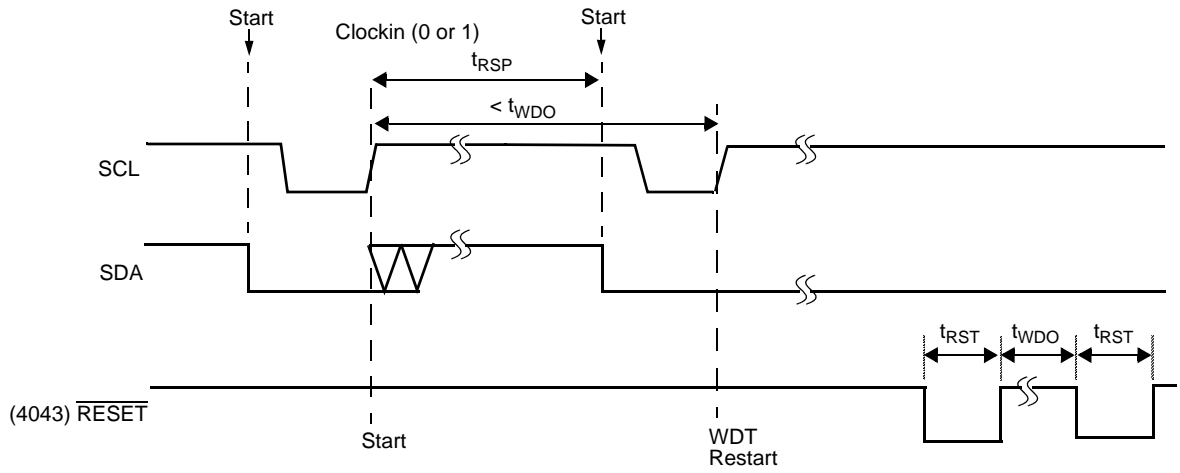 Start
Start
Clockin (0 or 1)
tRSP
< tWDO
SCL
SDA
tRST
tWDO
tRST
(4043) RESET
Start
WDT
Restart